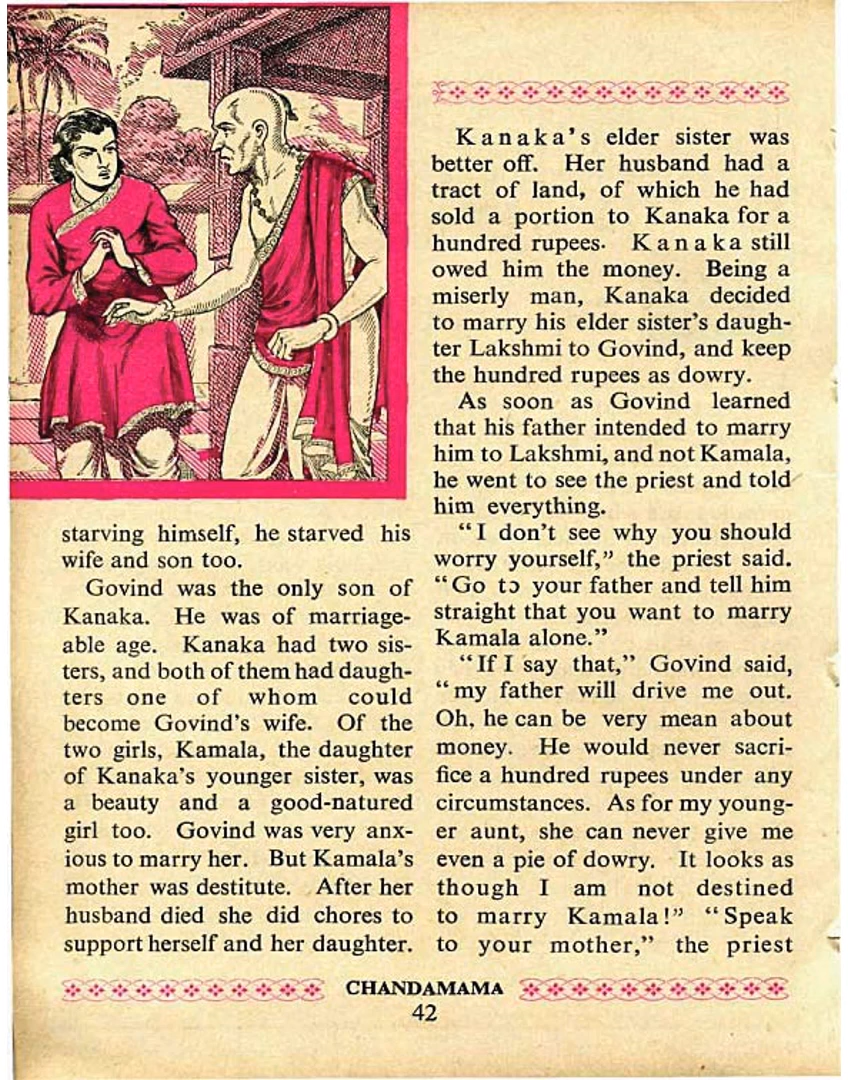 starving himself, he starved his
wife and son too.
Govind was the only son of
Kanaka. He was of marriage-
able age. Kanaka had two sis-
ters, and both of them had daugh-
ters one of whom could
become Govind's wife. Of the
two girls, Kamala, the daughter
of Kanaka's younger sister, was
a beauty and a good-natured
girl too. Govind was very anx-
ious to marry her. But Kamala's
mother was destitute. After her
husband died she did chores to
support herself and her daughter.
Kanaka's elder sister was
better off. Her husband had a
tract of land, of which he had
sold a portion to Kanaka for a
hundred rupees. Kanaka still
owed him the money. Being a
miserly man, Kanaka decided
to marry his elder sister's daugh-
ter Lakshmi to Govind, and keep
the hundred rupees as dowry.
As soon as Govind learned
that his father intended to marry
him to Lakshmi, and not Kamala,
he went to see the priest and told
him everything.
"I don't see why you should
worry yourself," the priest said.
"Go to your father and tell him
straight that you want to marry
Kamala alone."
"If I say that," Govind said,
"my father will drive me out.
Oh, he can be very mean about
money. He would never sacri-
fice a hundred rupees under any
circumstances. As for my young-
er aunt, she can never give me
even a pie of dowry. It looks as
though I am not destined
to marry Kamala!" "Speak
to your mother," the priest
CHANDAMAMA
42